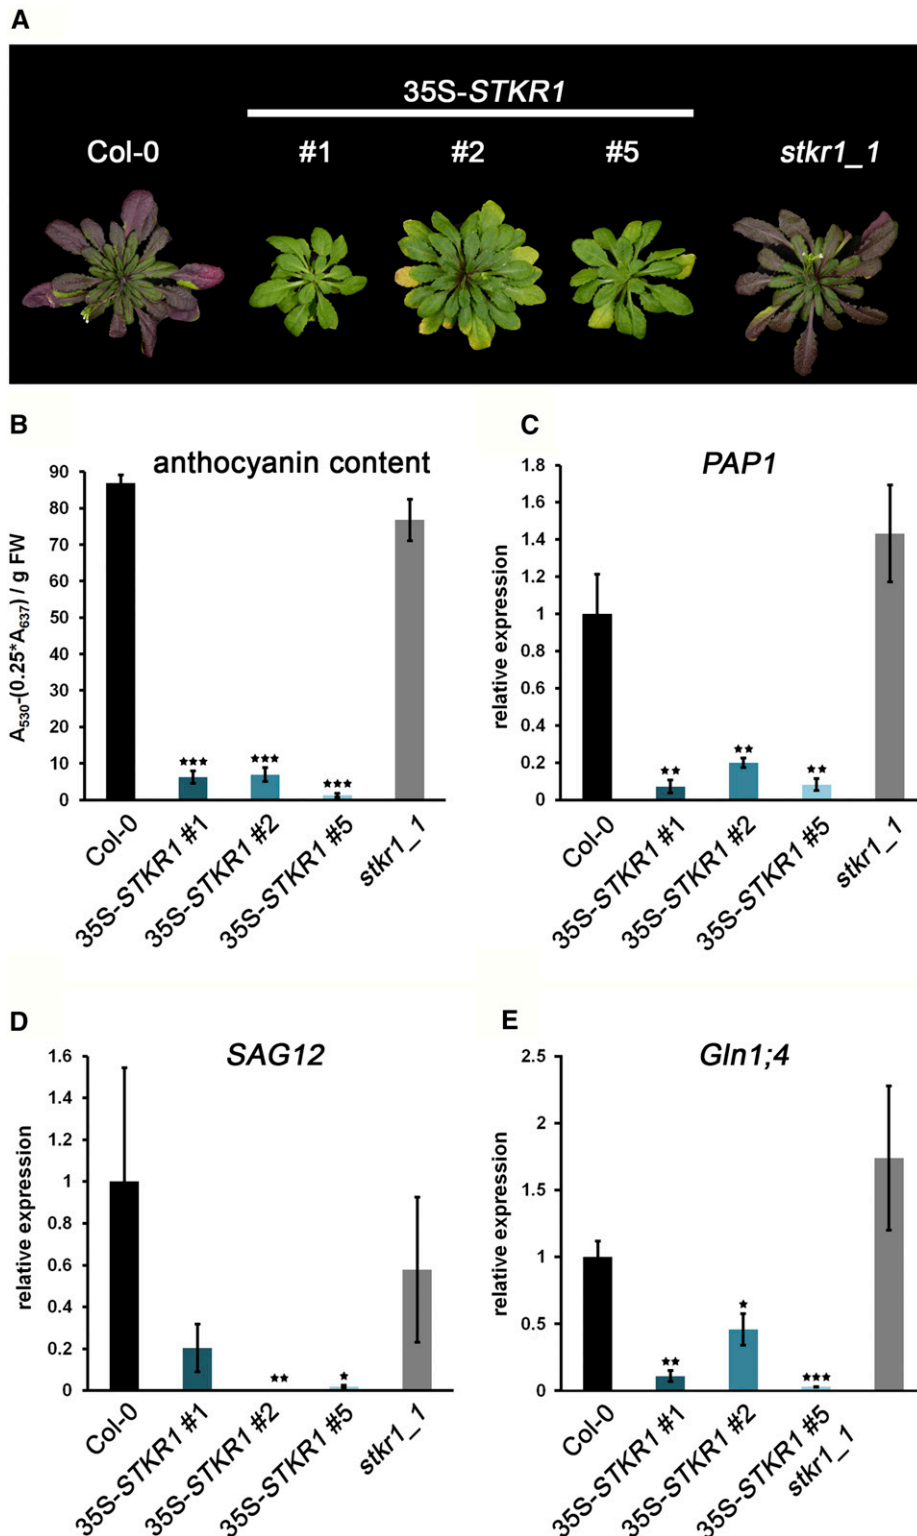 A
35S-STKR1
Col-0 #1 #2 #5 stkr1_1
B
anthocyanin content
A530-(0.25*A637) / g FW
90
80
70
60
50
40
30
20
10
0
★★★ ★★★ ★★★
Col-0
35S-STKR1 #1
35S-STKR1 #2
35S-STKR1 #5
stkr1_1
C
PAP1
relative expression
1.8
1.6
1.4
1.2
1
0.8
0.6
0.4
0.2
0
★★ ★★ ★★
Col-0
35S-STKR1 #1
35S-STKR1 #2
35S-STKR1 #5
stkr1_1
D
SAG12
relative expression
1.6
1.4
1.2
1
0.8
0.6
0.4
0.2
0
★★ ★
Col-0
35S-STKR1 #1
35S-STKR1 #2
35S-STKR1 #5
stkr1_1
E
Gln1;4
relative expression
2.5
2
1.5
1
0.5
0
★★ ★ ★★★
Col-0
35S-STKR1 #1
35S-STKR1 #2
35S-STKR1 #5
stkr1_1